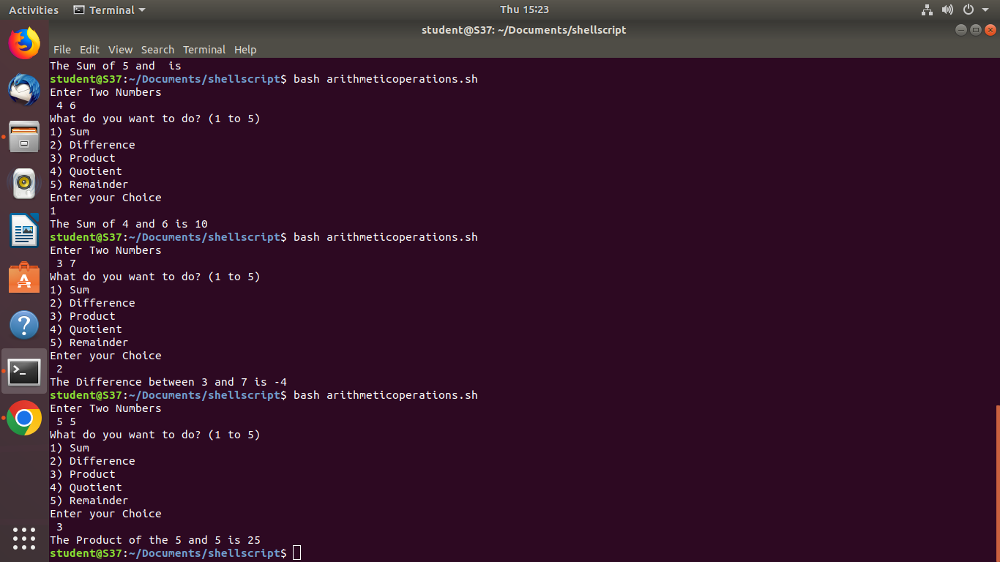 Activities Terminal Thu 15:23
student@S37: ~/Documents/shellscript
File Edit View Search Terminal Help
The Sum of 5 and  is
student@S37:~/Documents/shellscript$ bash arithmeticoperations.sh
Enter Two Numbers
 4 6
What do you want to do? (1 to 5)
1) Sum
2) Difference
3) Product
4) Quotient
5) Remainder
Enter your Choice
1
The Sum of 4 and 6 is 10
student@S37:~/Documents/shellscript$ bash arithmeticoperations.sh
Enter Two Numbers
 3 7
What do you want to do? (1 to 5)
1) Sum
2) Difference
3) Product
4) Quotient
5) Remainder
Enter your Choice
 2
The Difference between 3 and 7 is -4
student@S37:~/Documents/shellscript$ bash arithmeticoperations.sh
Enter Two Numbers
 5 5
What do you want to do? (1 to 5)
1) Sum
2) Difference
3) Product
4) Quotient
5) Remainder
Enter your Choice
 3
The Product of the 5 and 5 is 25
student@S37:~/Documents/shellscript$